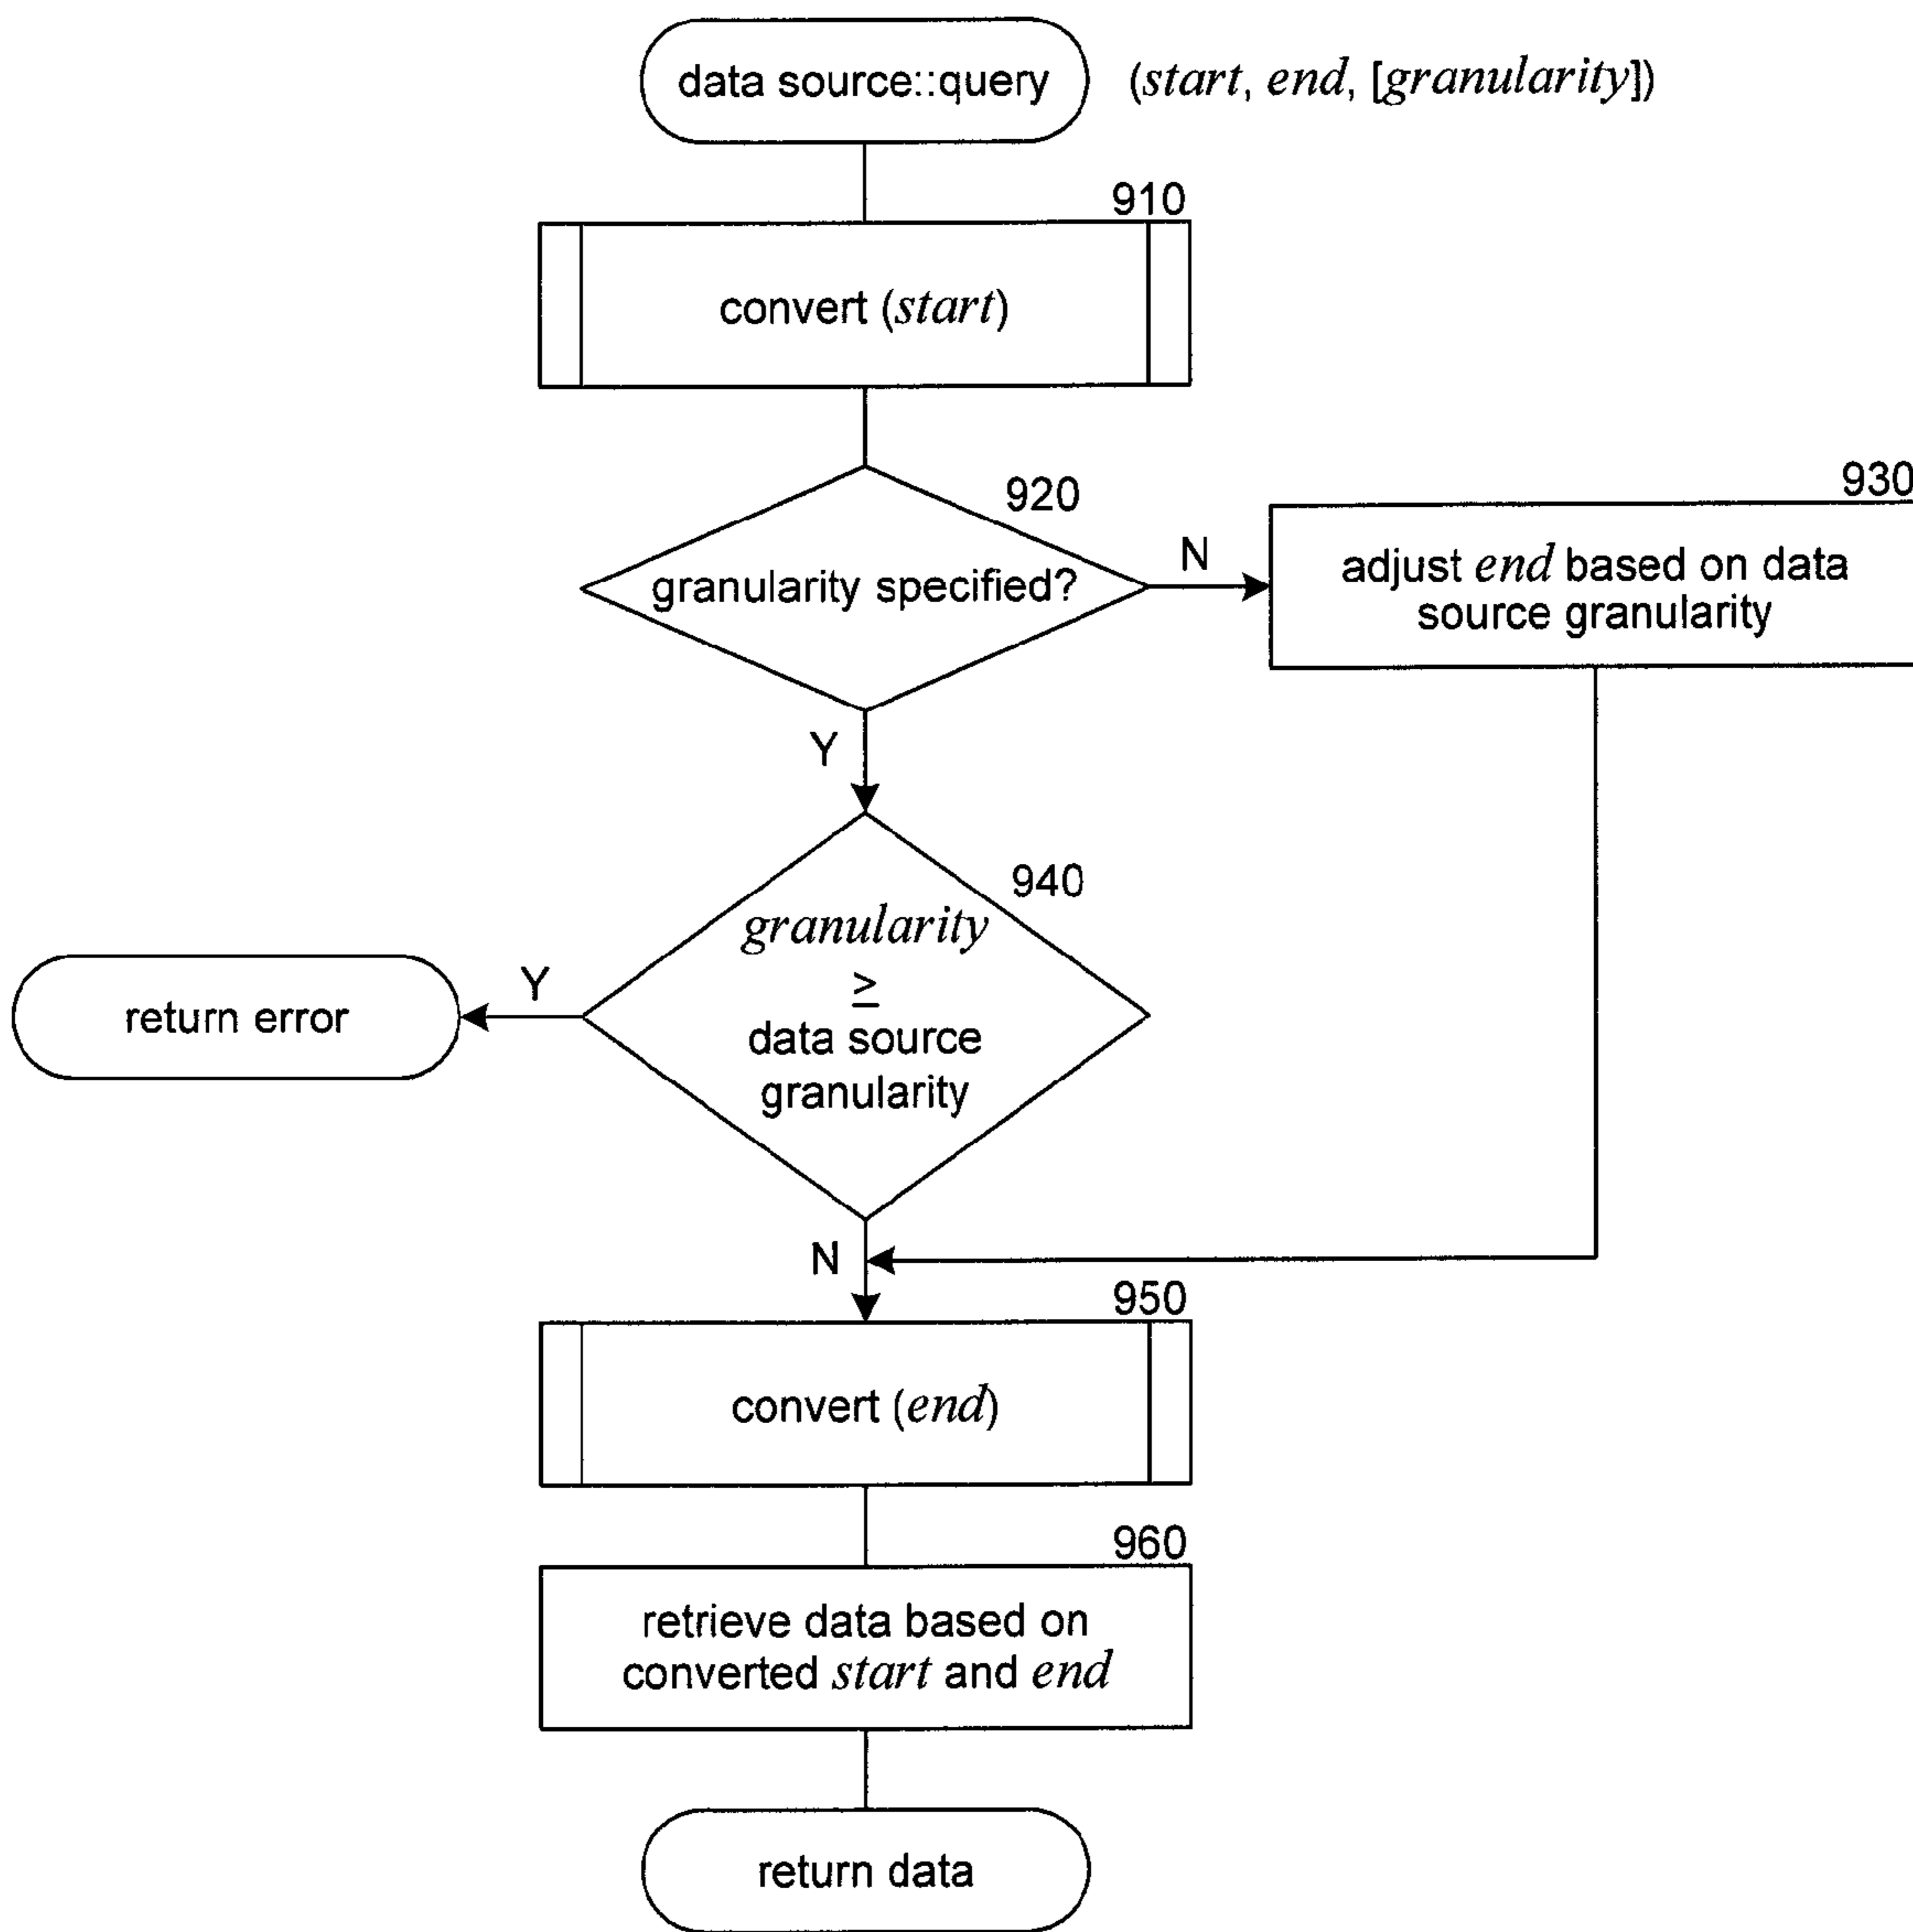 data source::query (start, end, [granularity])
910
convert (start)
920
930
granularity specified?
N
adjust end based on data
source granularity
Y
940
granularity
≥
data source
granularity
Y
return error
N
950
convert (end)
960
retrieve data based on
converted start and end
return data